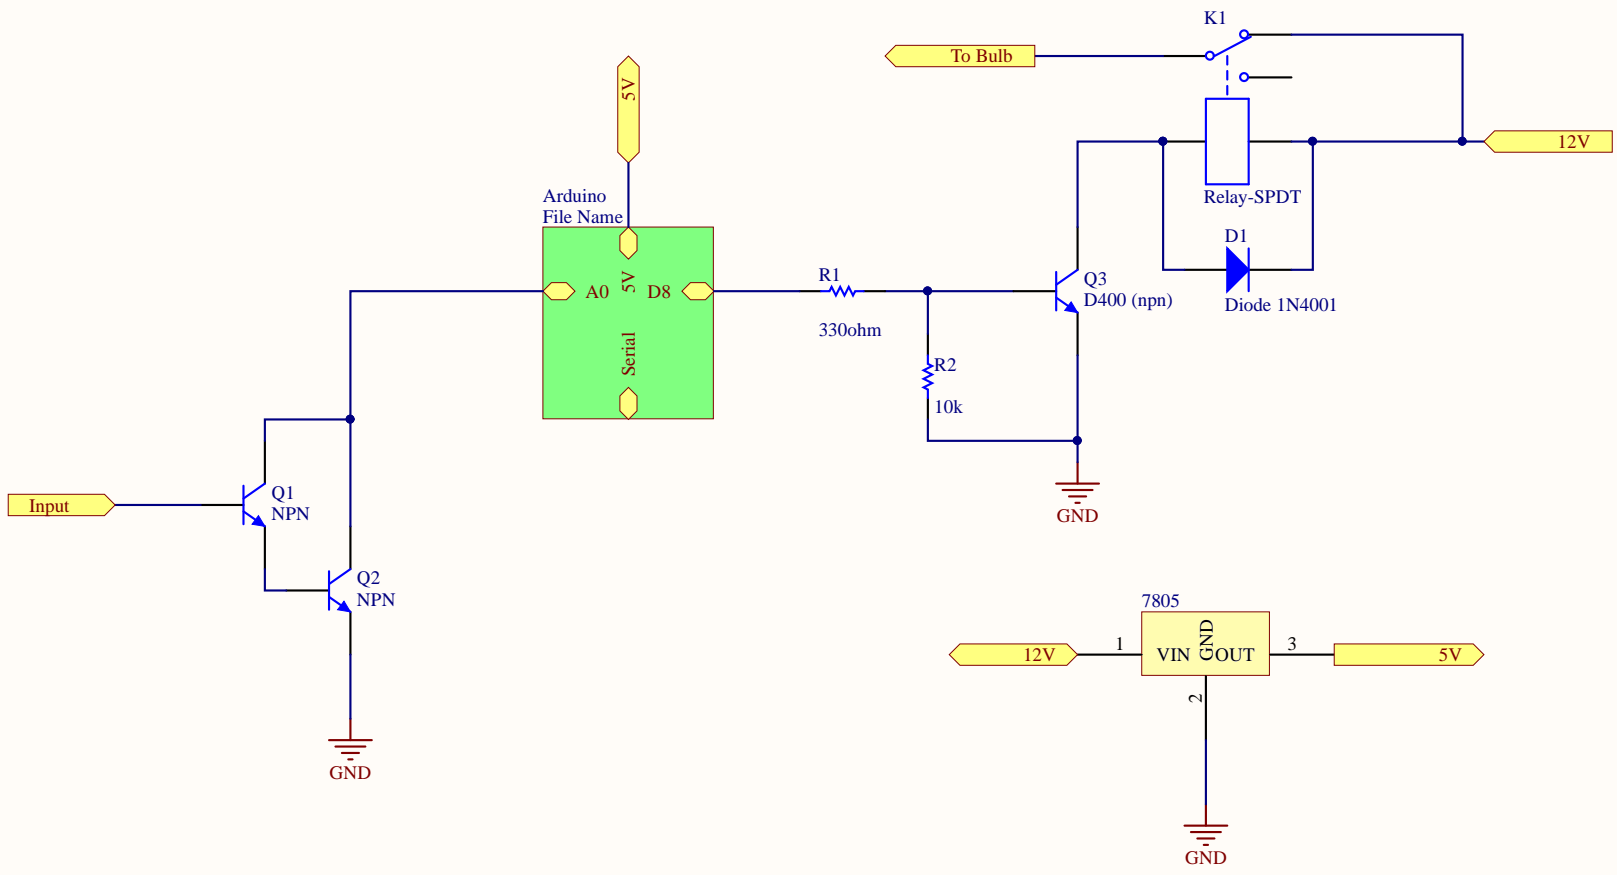 K1
To Bulb
5V
12V
Arduino
File Name
Relay-SPDT
D1
R1
Q3
A0
5V
D8
D400 (npn)
Diode 1N4001
330ohm
Serial
R2
10k
Q1
Input
NPN
GND
Q2
NPN
7805
12V
1
VIN
GND
OUT
3
5V
2
GND
GND